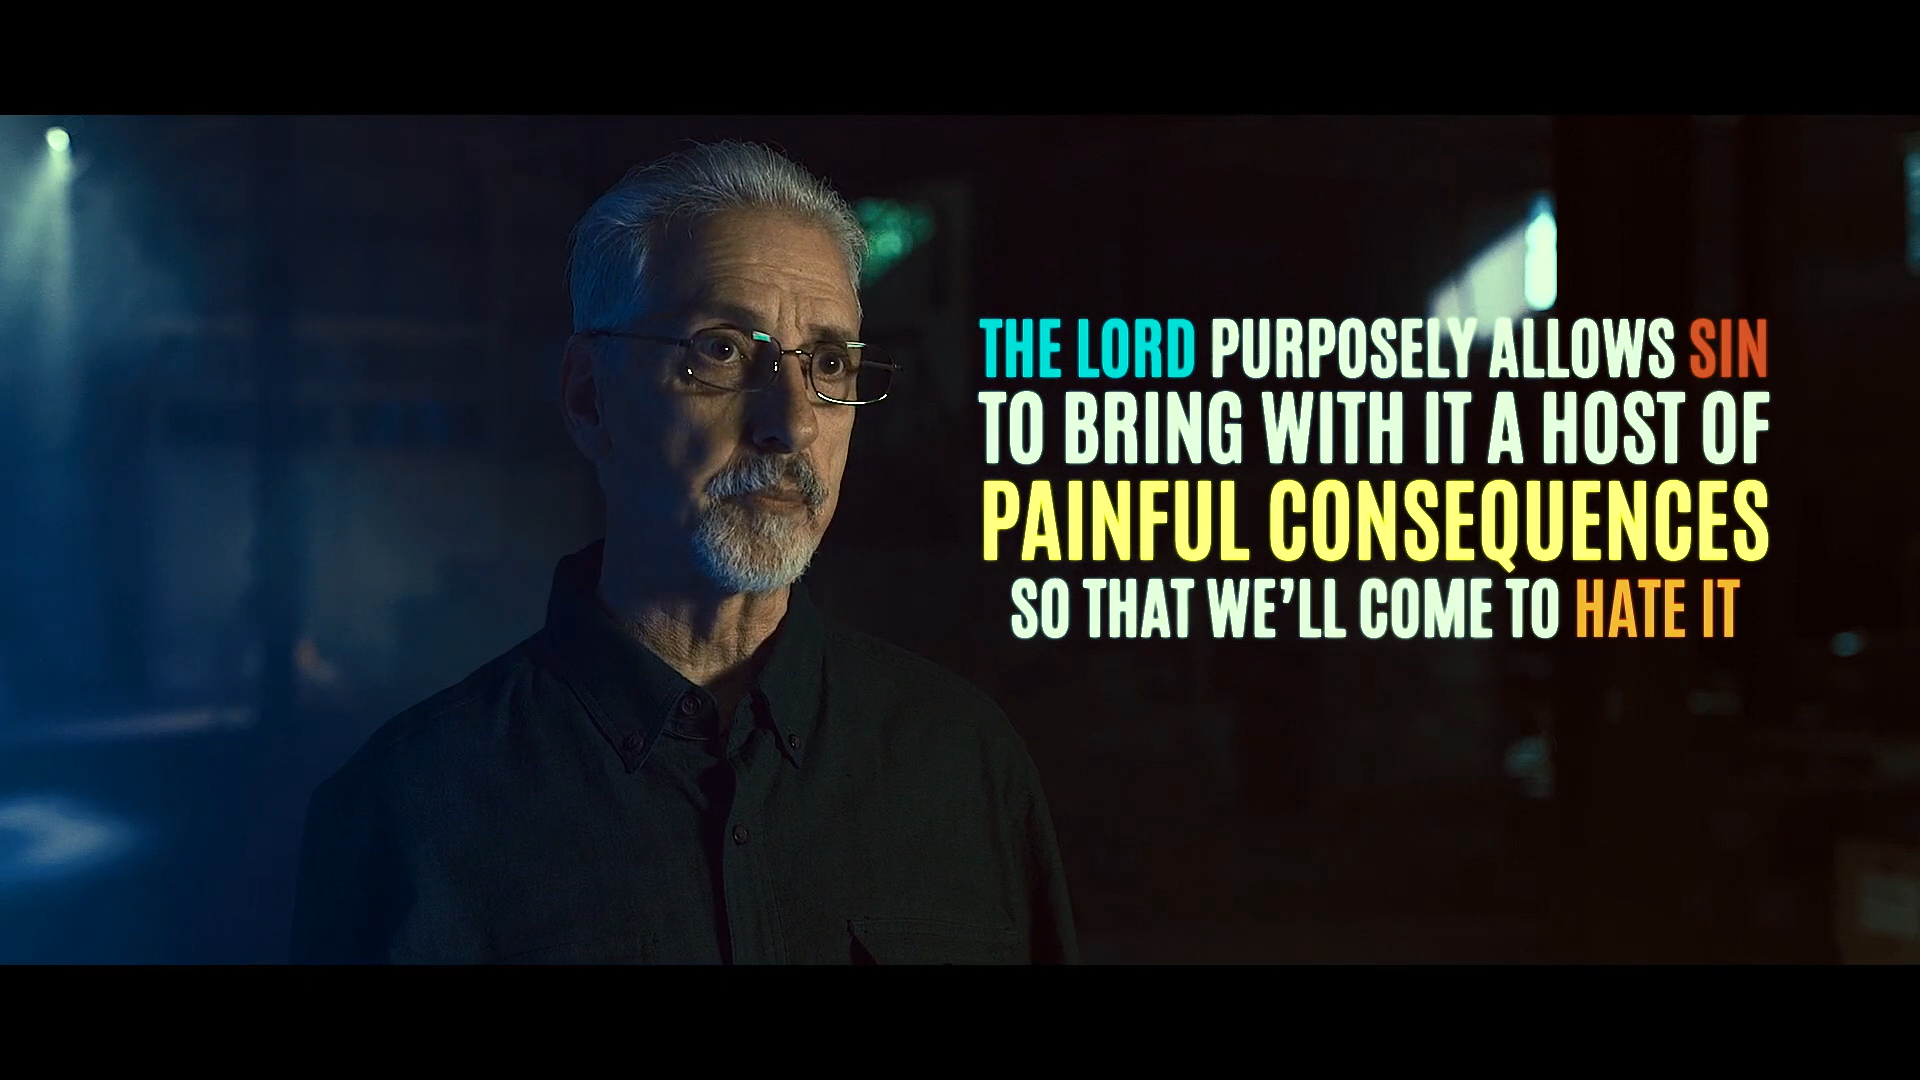 THE LORD PURPOSELY ALLOWS SIN
TO BRING WITH IT A HOST OF
PAINFUL CONSEQUENCES
SO THAT WE'LL COME TO HATE IT